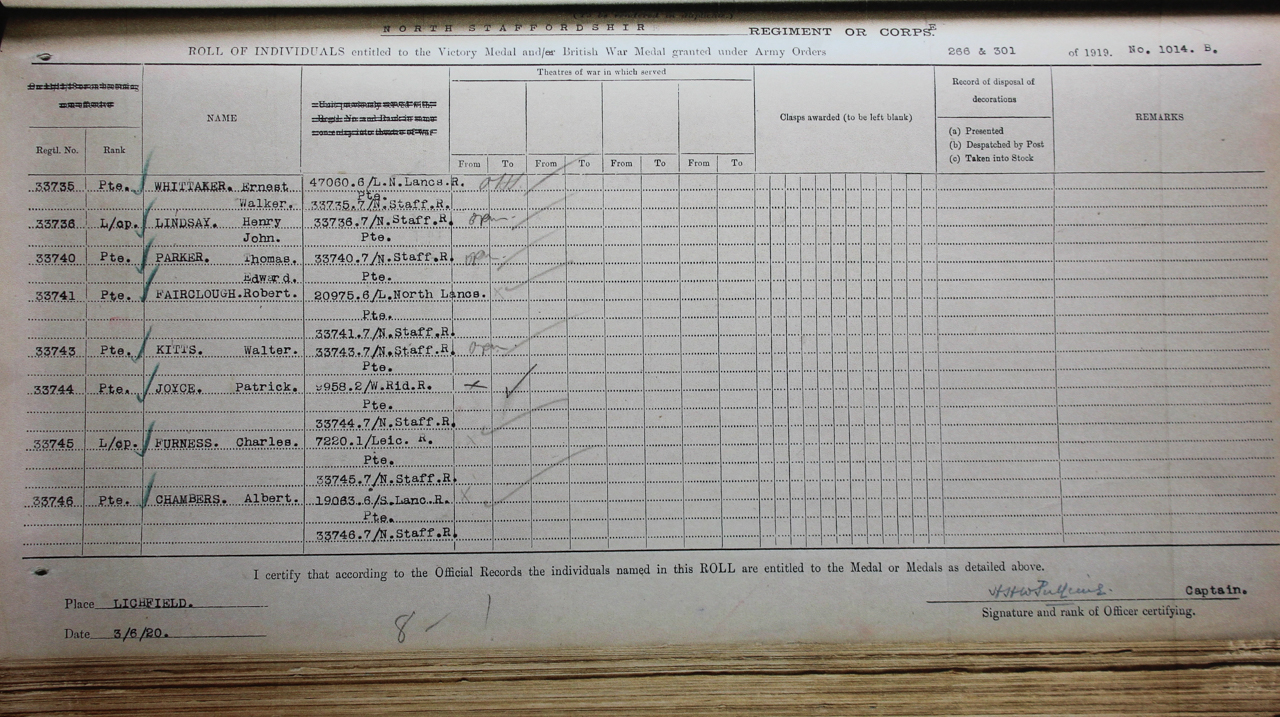 NORTH STAFFORDSHIRE REGIMENT OR CORPS.
ROLL OF INDIVIDUALS entitled to the Victory Medal and/or British War Medal granted under Army Orders 266 & 301 of 1919. No. 1014. B.
Theatres of war in which served
Record of disposal of decorations
NAME
Clasps awarded (to be left blank)
REMARKS
(a) Presented
(b) Despatched by Post
(c) Taken into Stock
Regtl. No. Rank
From To From To From To From To
33735 Pte. WHITTAKER. Ernest 47060.6/L.N.Lancs.R.
Pte.
Walker. 33735.7/N.Staff.R.
33736 L/cp. LINDSAY. Henry 33736.7/N.Staff.R.
John. Pte.
33740 Pte. PARKER. Thomas. 33740.7/N.Staff.R.
Edward. Pte.
33741 Pte. FAIRCLOUGH. Robert. 20975.6/L.North Lancs.
Pte.
33741.7/N.Staff.R.
33743 Pte. KITTS. Walter. 33743.7/N.Staff.R.
Pte.
33744 Pte. JOYCE. Patrick. 958.2/W.Rid.R.
Pte.
33744.7/N.Staff.R.
33745 L/cp. FURNESS. Charles. 7220.1/Leic. R.
Pte.
33745.7/N.Staff.R.
33746 Pte. CHAMBERS. Albert. 19063.6/S.Lanc.R.
Pte.
33746.7/N.Staff.R.
I certify that according to the Official Records the individuals named in this ROLL are entitled to the Medal or Medals as detailed above.
Captain.
Place LICHFIELD.
Signature and rank of Officer certifying.
Date 3/6/20.
8 - 1